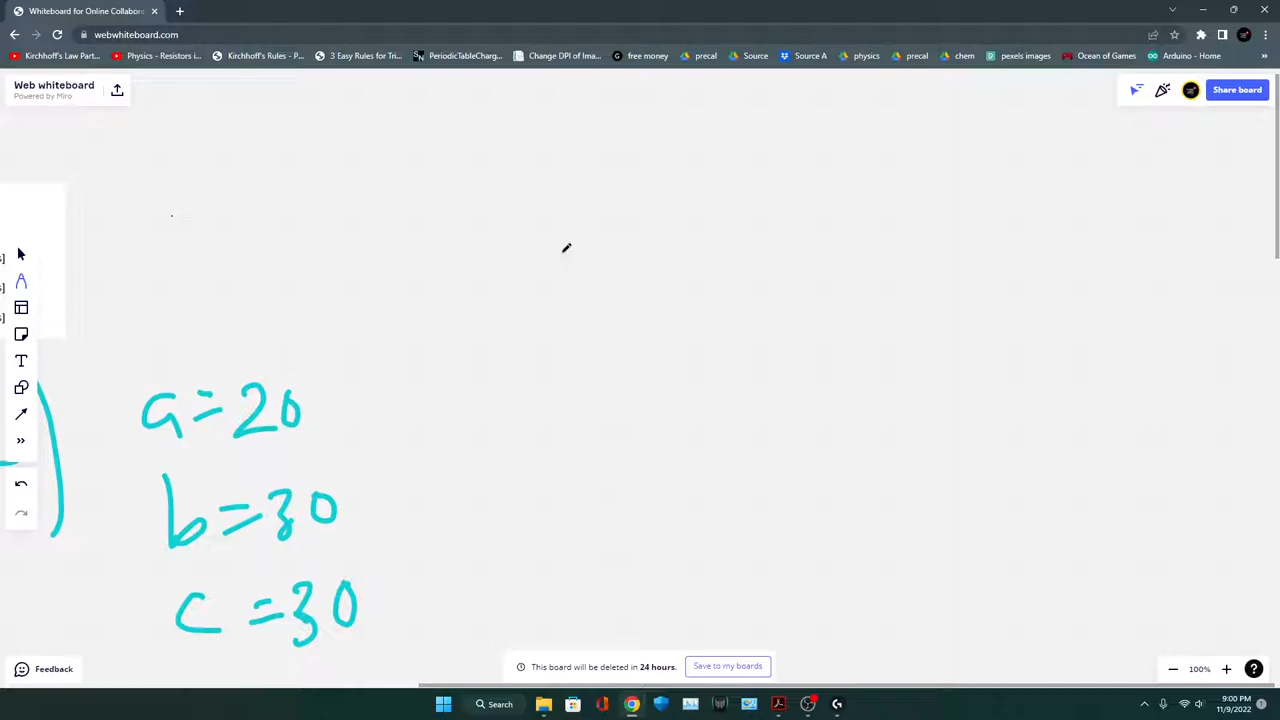 Whiteboard for Online Collabora
webwhiteboard.com
Kirchhoff's Law Part... Physics - Resistors i... Kirchhoff's Rules - P... 3 Easy Rules for Tri... PeriodicTableCharg... Change DPI of Ima... free money precal Source Source A physics precal chem pexels images Ocean of Games Arduino - Home
Web whiteboard
Powered by Miro
Share board
s]
s]
s]
a=20
b=30
c=30
This board will be deleted in 24 hours. Save to my boards
Feedback
100%
Search
9:00 PM
11/9/2022